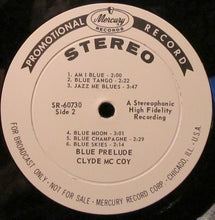 PROMOTIONAL RECORD
Mercury
RECORDS
STEREO
1 - AM I BLUE - 2:00
2 - BLUE TANGO - 2:22
3 - JAZZ ME BLUES - 3:47
SR-60730
Side 2
A Stereophonic
High Fidelity
Recording
4 - BLUE MOON - 3:01
5 - BLUE CHAMPAGNE - 2:29
6 - BLUE SKIES - 2:14
BLUE PRELUDE
CLYDE MC COY
FOR BROADCAST ONLY - NOT FOR SALE - MERCURY RECORD CORP. - CHICAGO, ILL. U.S.A.